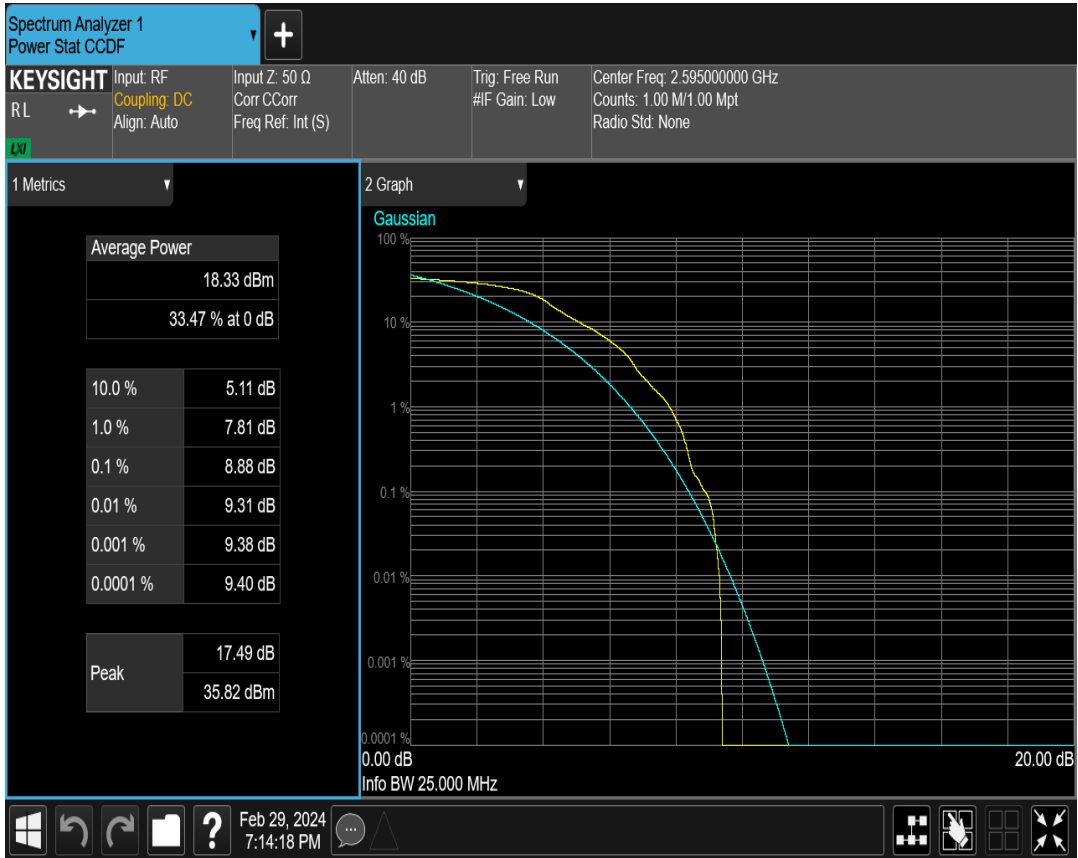 Spectrum Analyzer 1
Power Stat CCDF
KEYSIGHT
R L
LXI
Input: RF
Coupling: DC
Align: Auto
Input Z: 50 Ω
Corr CCorr
Freq Ref: Int (S)
Atten: 40 dB
Trig: Free Run
#IF Gain: Low
Center Freq: 2.595000000 GHz
Counts: 1.00 M/1.00 Mpt
Radio Std: None
1 Metrics
Average Power
18.33 dBm
33.47 % at 0 dB
10.0 % 5.11 dB
1.0 % 7.81 dB
0.1 % 8.88 dB
0.01 % 9.31 dB
0.001 % 9.38 dB
0.0001 % 9.40 dB
Peak
17.49 dB
35.82 dBm
2 Graph
Gaussian
100 %
10 %
1 %
0.1 %
0.01 %
0.001 %
0.0001 %
0.00 dB 20.00 dB
Info BW 25.000 MHz
Feb 29, 2024
7:14:18 PM